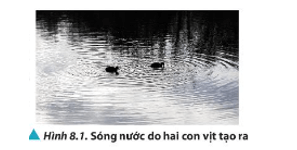 Hình 8.1. Sóng nước do hai con vịt tạo ra